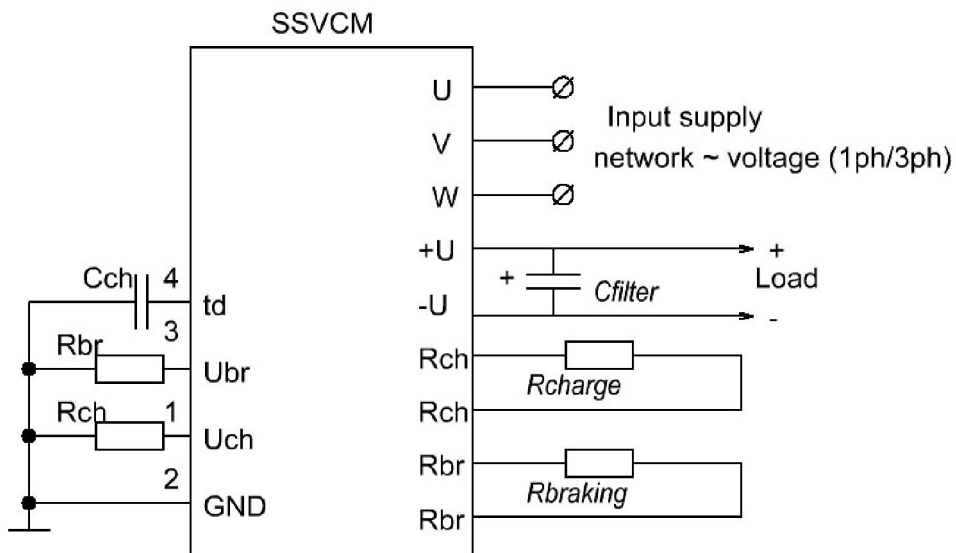 SSVCM
U
V
W
Input supply
network ~ voltage (1ph/3ph)
+U
-U
+
Cfilter
+
Load
-
Cch
4
td
3
Rbr
Ubr
Rch
1
Uch
2
GND
Rch
Rcharge
Rch
Rbr
Rbraking
Rbr